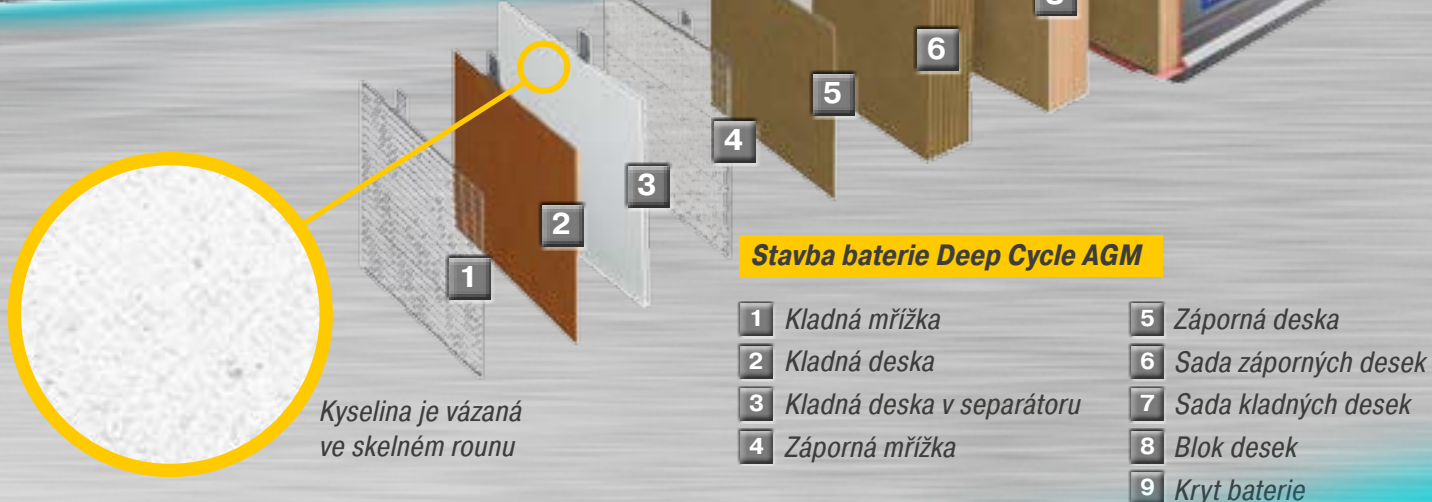 6
5
4
3
2
1
Stavba baterie Deep Cycle AGM
1 Kladná mřížka
2 Kladná deska
3 Kladná deska v separátoru
4 Záporná mřížka
5 Záporná deska
6 Sada záporných desek
7 Sada kladných desek
8 Blok desek
9 Kryt baterie
Kyselina je vázaná
ve skelném rounu